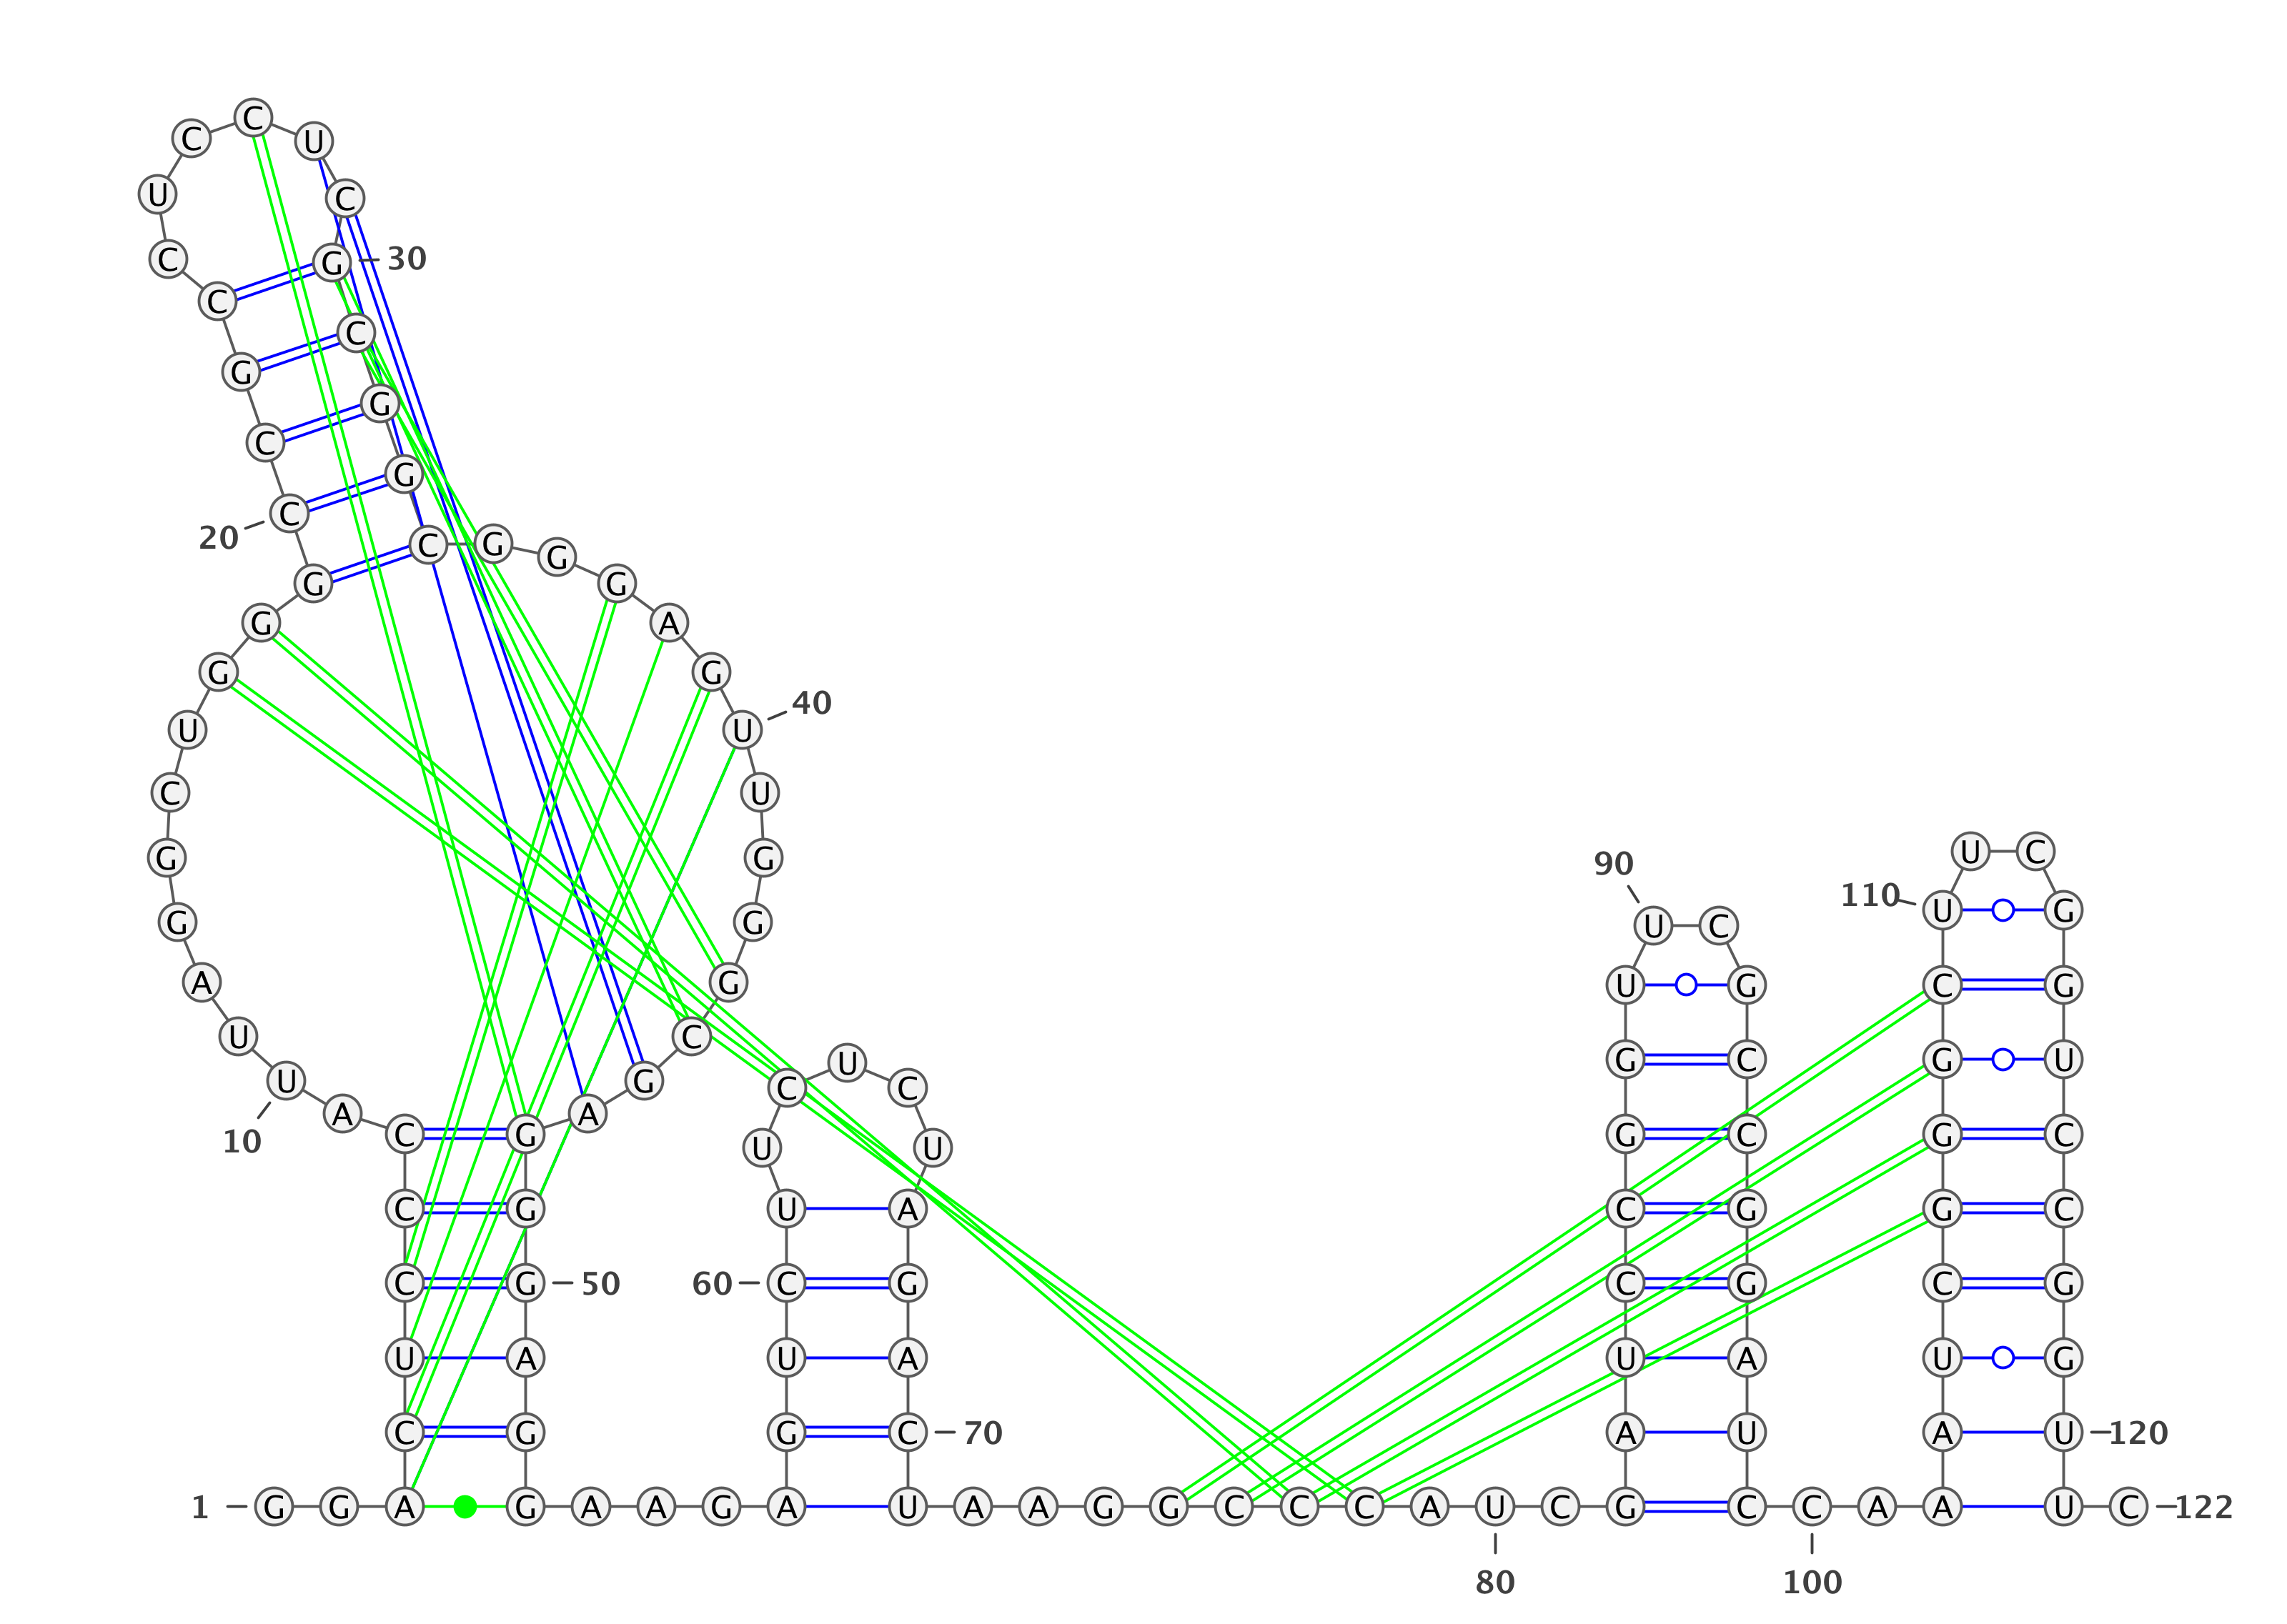 C
C U
U C
C G 30
C
C
G
G
C
G
C
20
C G G
G G
G A
G G
40
U U
C U
U C
G G 90
110 U G
G G U C
A G U G C G
U C
U G C G U
U G C C
A A
C G G C G C
10 U U
C G U A C G G C
C G 50 60 C G C G C G
U A U A U A U G
C G G C 70 A U A U 120
1 G G A G A A G A U A A G G C C C A U C G C C A A U C 122
80 100